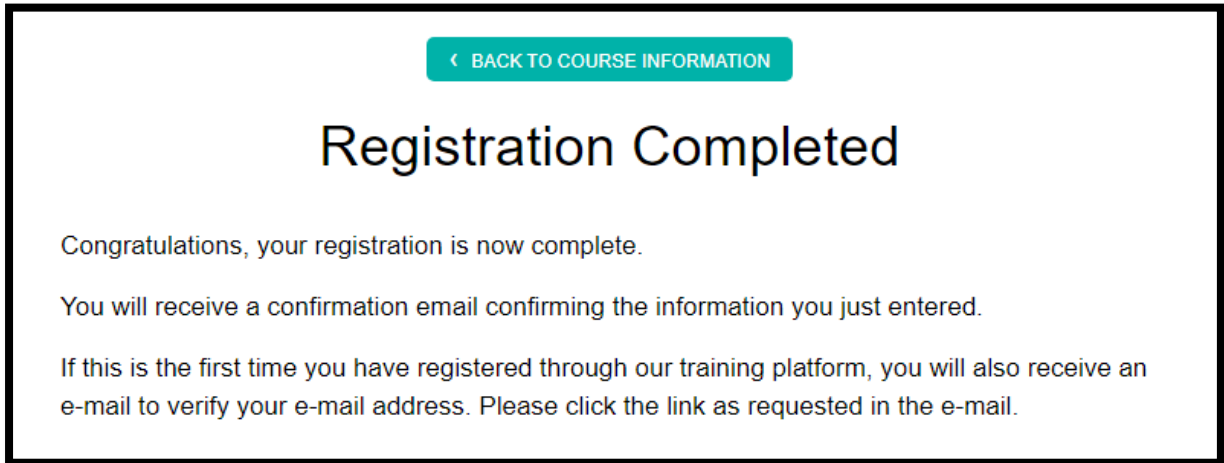 ‹ BACK TO COURSE INFORMATION
Registration Completed
Congratulations, your registration is now complete.
You will receive a confirmation email confirming the information you just entered.
If this is the first time you have registered through our training platform, you will also receive an
e-mail to verify your e-mail address. Please click the link as requested in the e-mail.